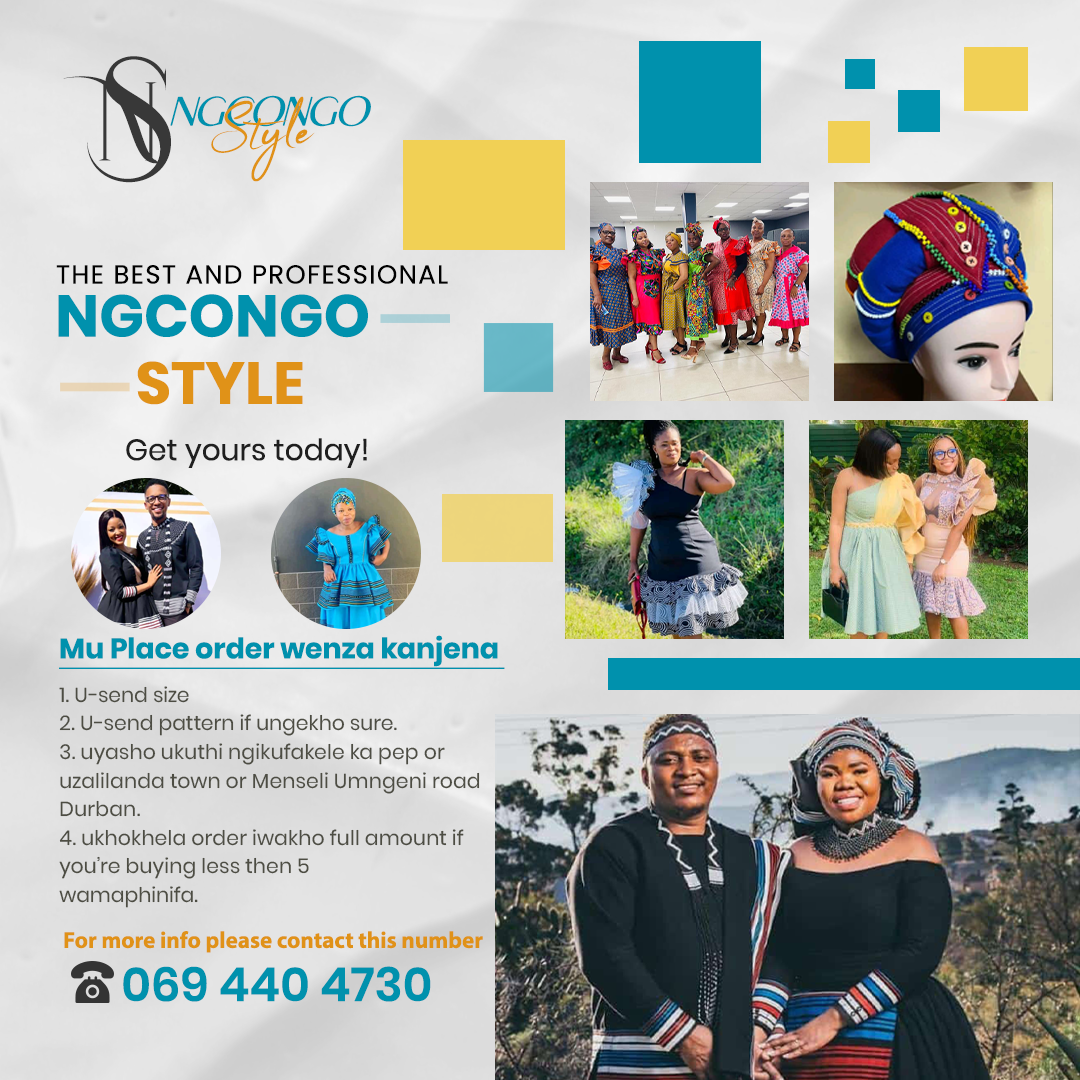 NS
NGCONGO
Style
THE BEST AND PROFESSIONAL
NGCONGO
STYLE
Get yours today!
Mu Place order wenza kanjena
1. U-send size
2. U-send pattern if ungekho sure.
3. uyasho ukuthi ngikufakele ka pep or
uzalilanda town or Menseli Umngeni road
Durban.
4. ukhokhela order iwakho full amount if
you're buying less then 5
wamaphinifa.
For more info please contact this number
069 440 4730